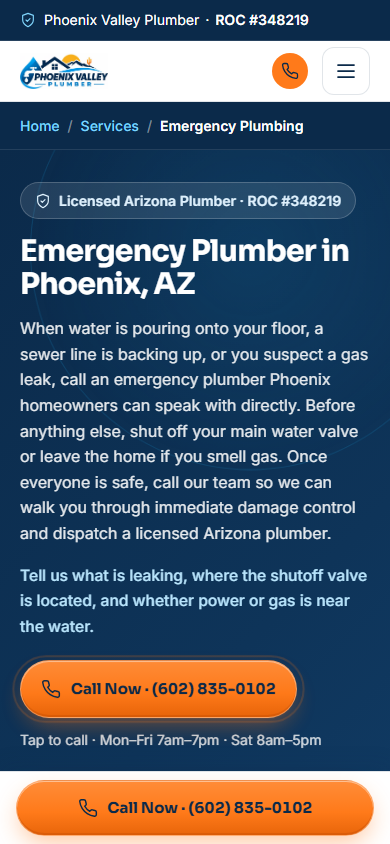 Phoenix Valley Plumber · ROC #348219
PHOENIX VALLEY
PLUMBER
Home / Services / Emergency Plumbing
Licensed Arizona Plumber · ROC #348219
Emergency Plumber in
Phoenix, AZ
When water is pouring onto your floor, a
sewer line is backing up, or you suspect a gas
leak, call an emergency plumber Phoenix
homeowners can speak with directly. Before
anything else, shut off your main water valve
or leave the home if you smell gas. Once
everyone is safe, call our team so we can
walk you through immediate damage control
and dispatch a licensed Arizona plumber.
Tell us what is leaking, where the shutoff valve
is located, and whether power or gas is near
the water.
Call Now · (602) 835-0102
Tap to call · Mon–Fri 7am–7pm · Sat 8am–5pm
Call Now · (602) 835-0102